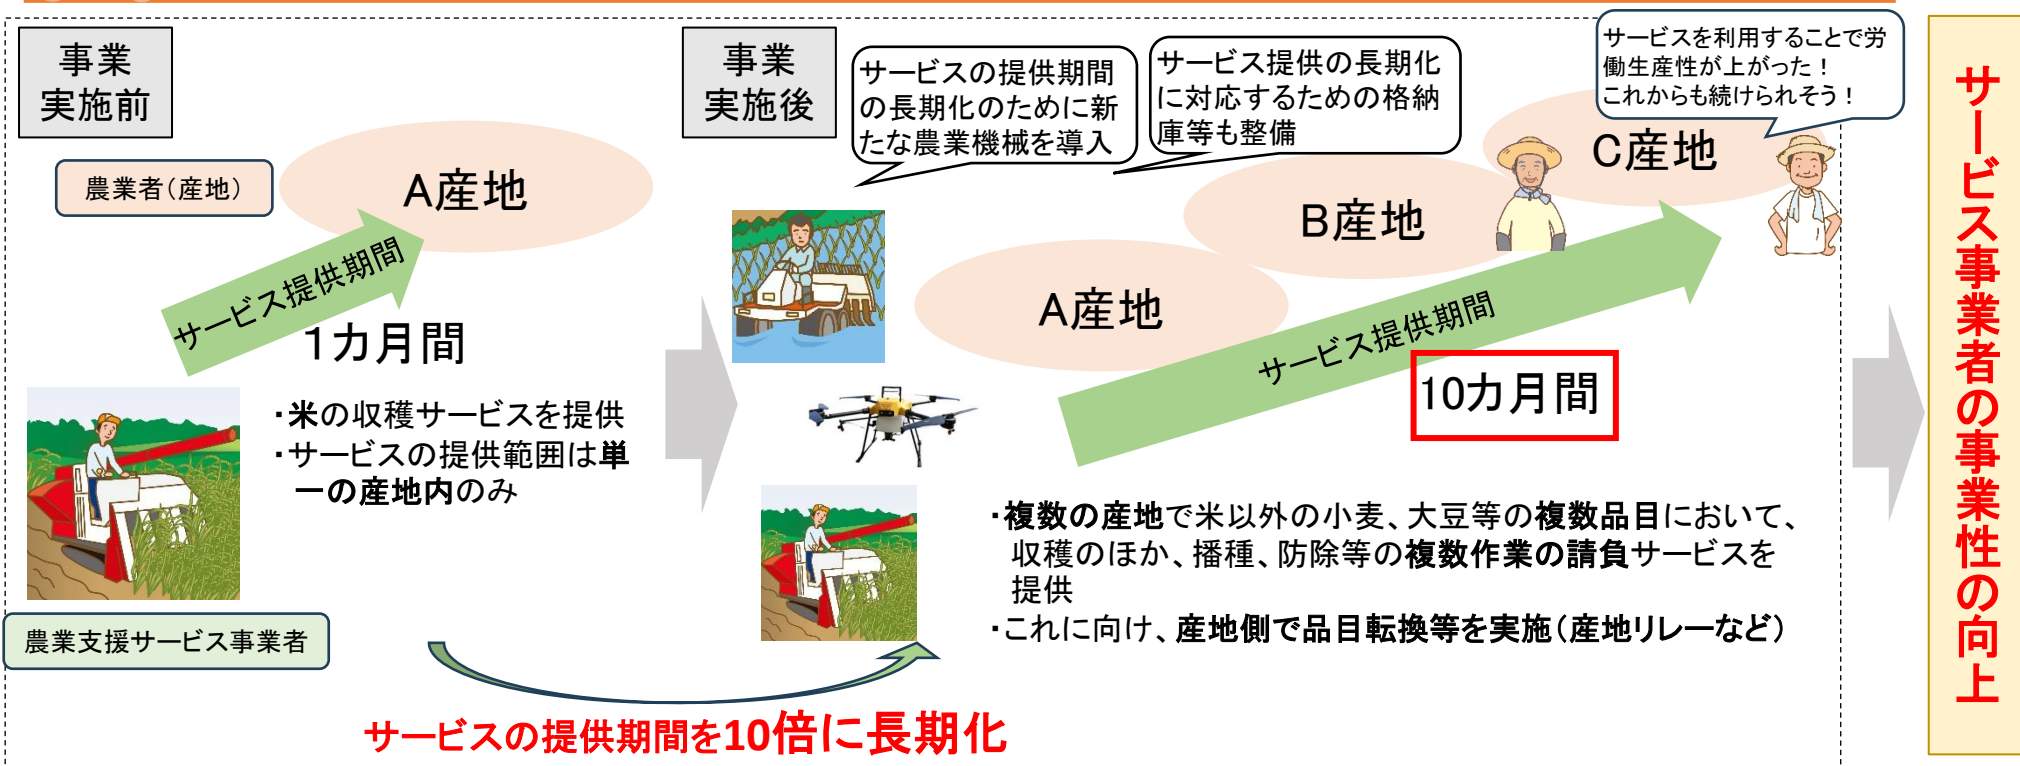 事業
実施前
農業者（産地）
A産地
サービス提供期間
1カ月間
・米の収穫サービスを提供
・サービスの提供範囲は単
一の産地内のみ
農業支援サービス事業者
事業
実施後
サービスの提供期間
の長期化のために新
たな農業機械を導入
サービス提供の長期化
に対応するための格納
庫等も整備
サービスを利用することで労
働生産性が上がった！
これからも続けられそう！
A産地
B産地
C産地
サービス提供期間
10カ月間
・複数の産地で米以外の小麦、大豆等の複数品目において、
収穫のほか、播種、防除等の複数作業の請負サービスを
提供
・これに向け、産地側で品目転換等を実施（産地リレーなど）
サービスの提供期間を10倍に長期化
サービス事業者の事業性の向上